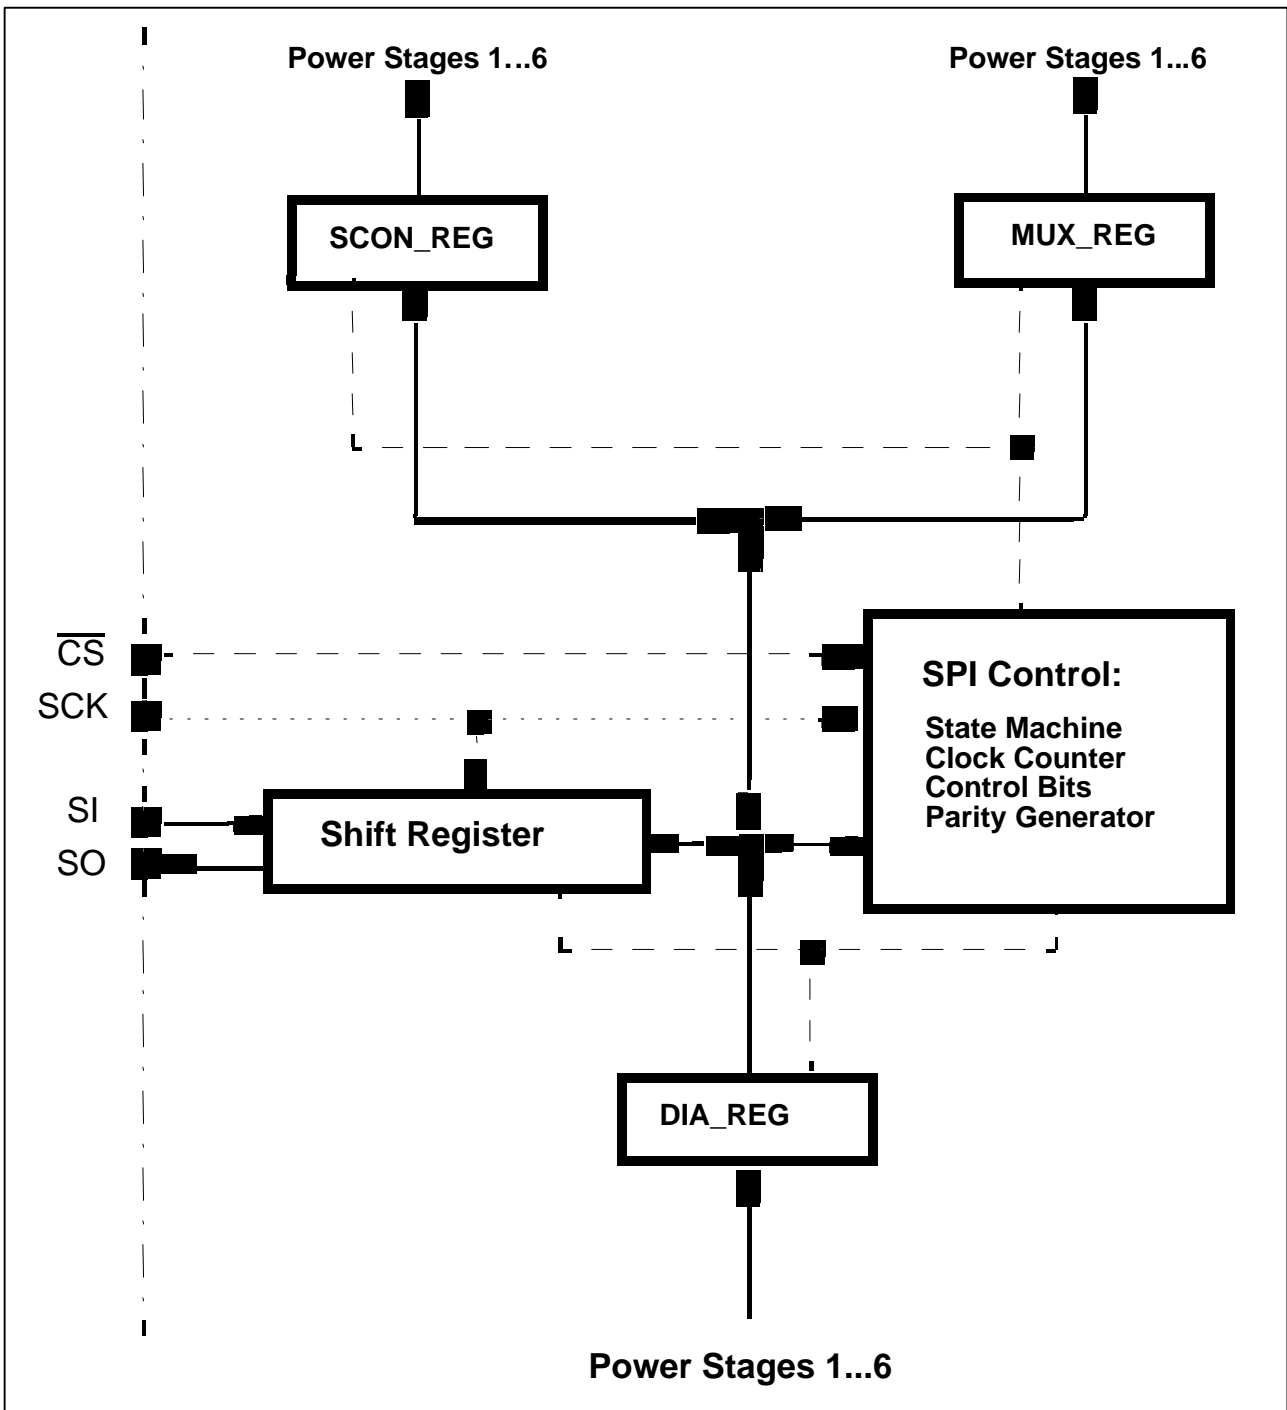 Power Stages 1...6
Power Stages 1...6
SCON_REG
MUX_REG
CS
SCK
SI
SO
SPI Control:
State Machine
Clock Counter
Control Bits
Parity Generator
Shift Register
DIA_REG
Power Stages 1...6